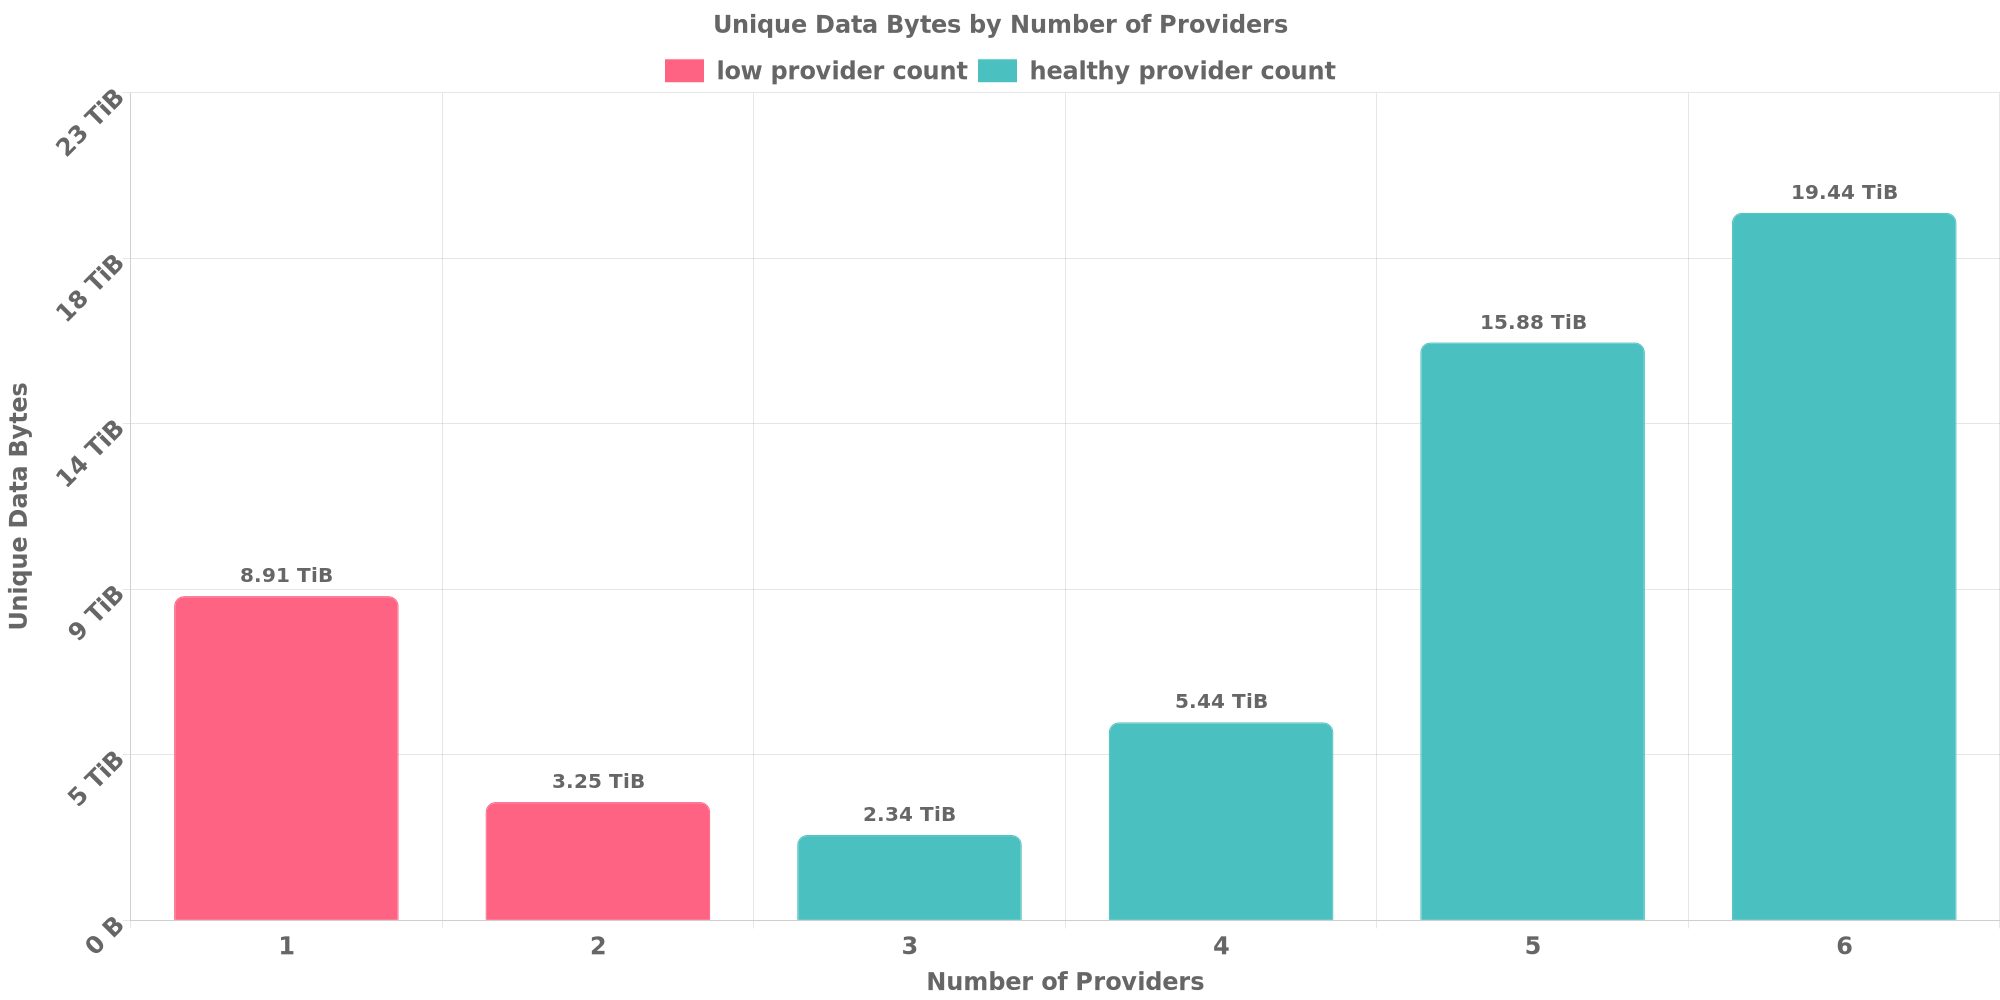 Unique Data Bytes by Number of Providers
low provider count
healthy provider count
Unique Data Bytes
23 TiB
18 TiB
14 TiB
9 TiB
5 TiB
0 B
8.91 TiB
3.25 TiB
2.34 TiB
5.44 TiB
15.88 TiB
19.44 TiB
1
2
3
4
5
6
Number of Providers